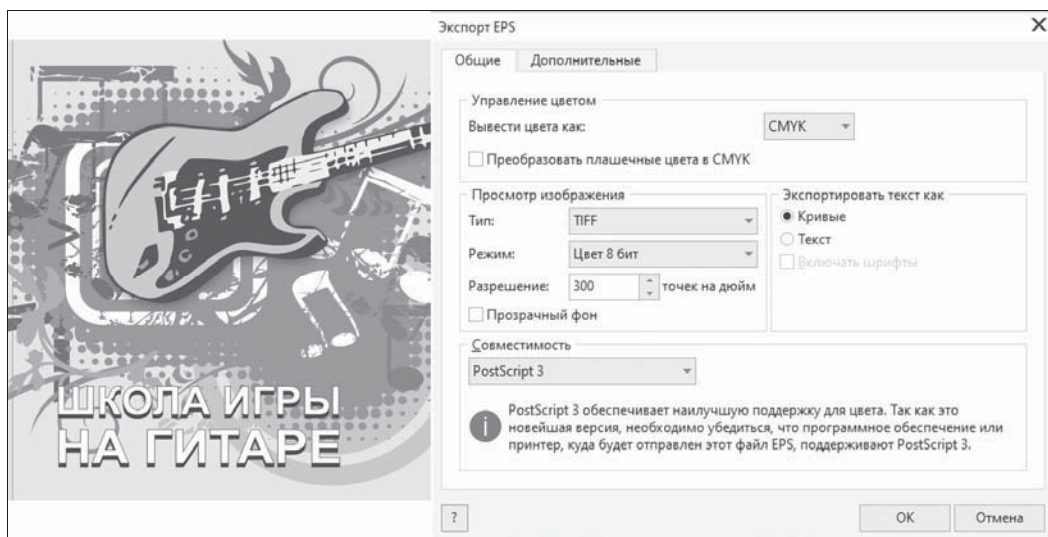 ШКОЛА ИГРЫ
НА ГИТАРЕ
Экспорт EPS
Общие
Дополнительные
Управление цветом
Вывести цвета как:
CMYK
Преобразовать плашечные цвета в CMYK
Просмотр изображения
Тип:
TIFF
Режим:
Цвет 8 бит
Разрешение:
300
точек на дюйм
Прозрачный фон
Экспортировать текст как
Кривые
Текст
Включать шрифты
Совместимость
PostScript 3
PostScript 3 обеспечивает наилучшую поддержку для цвета. Так как это
новейшая версия, необходимо убедиться, что программное обеспечение или
принтер, куда будет отправлен этот файл EPS, поддерживают PostScript 3.
?
OK
Отмена